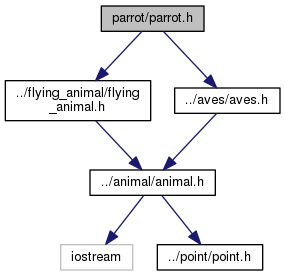 parrot/parrot.h
../flying_animal/flying
_animal.h
../aves/aves.h
../animal/animal.h
iostream
../point/point.h